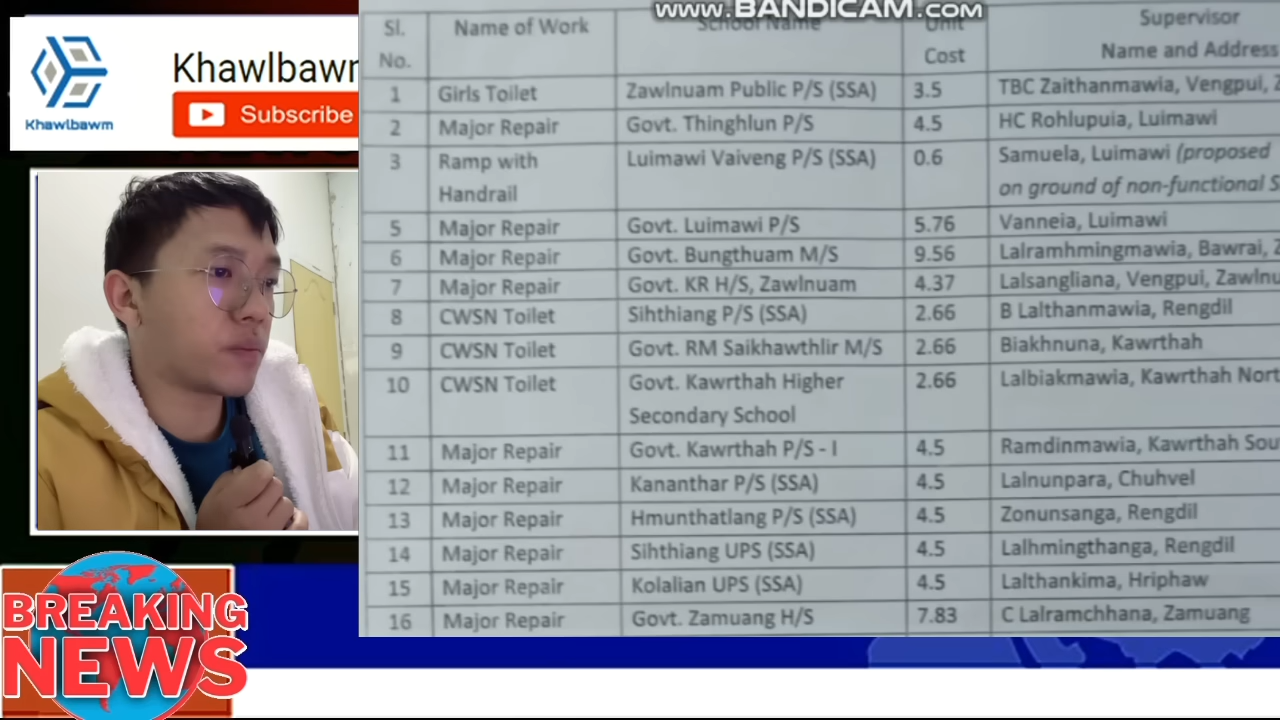 www.BANDICAM.com
Khawlbawm
Khawlbawn
Subscribe
BREAKING
NEWS
Sl. No. Name of Work School Name Unit Cost Supervisor Name and Address
1 Girls Toilet Zawlnuam Public P/S (SSA) 3.5 TBC Zaithanmawia, Vengpui, Z
2 Major Repair Govt. Thinghlun P/S 4.5 HC Rohlupuia, Luimawi
3 Ramp with Handrail Luimawi Vaiveng P/S (SSA) 0.6 Samuela, Luimawi (proposed on ground of non-functional S
5 Major Repair Govt. Luimawi P/S 5.76 Vanneia, Luimawi
6 Major Repair Govt. Bungthuam M/S 9.56 Lalramhmingmawia, Bawrai, Z
7 Major Repair Govt. KR H/S, Zawlnuam 4.37 Lalsangliana, Vengpui, Zawlnu
8 CWSN Toilet Sihthiang P/S (SSA) 2.66 B Lalthanmawia, Rengdil
9 CWSN Toilet Govt. RM Saikhawthlir M/S 2.66 Biakhnuna, Kawrthah
10 CWSN Toilet Govt. Kawrthah Higher Secondary School 2.66 Lalbiakmawia, Kawrthah Nort
11 Major Repair Govt. Kawrthah P/S - I 4.5 Ramdinmawia, Kawrthah Sou
12 Major Repair Kananthar P/S (SSA) 4.5 Lalnunpara, Chuhvel
13 Major Repair Hmunthatlang P/S (SSA) 4.5 Zonunsanga, Rengdil
14 Major Repair Sihthiang UPS (SSA) 4.5 Lalhmingthanga, Rengdil
15 Major Repair Kolalian UPS (SSA) 4.5 Lalthankima, Hriphaw
16 Major Repair Govt. Zamuang H/S 7.83 C Lalramchhana, Zamuang